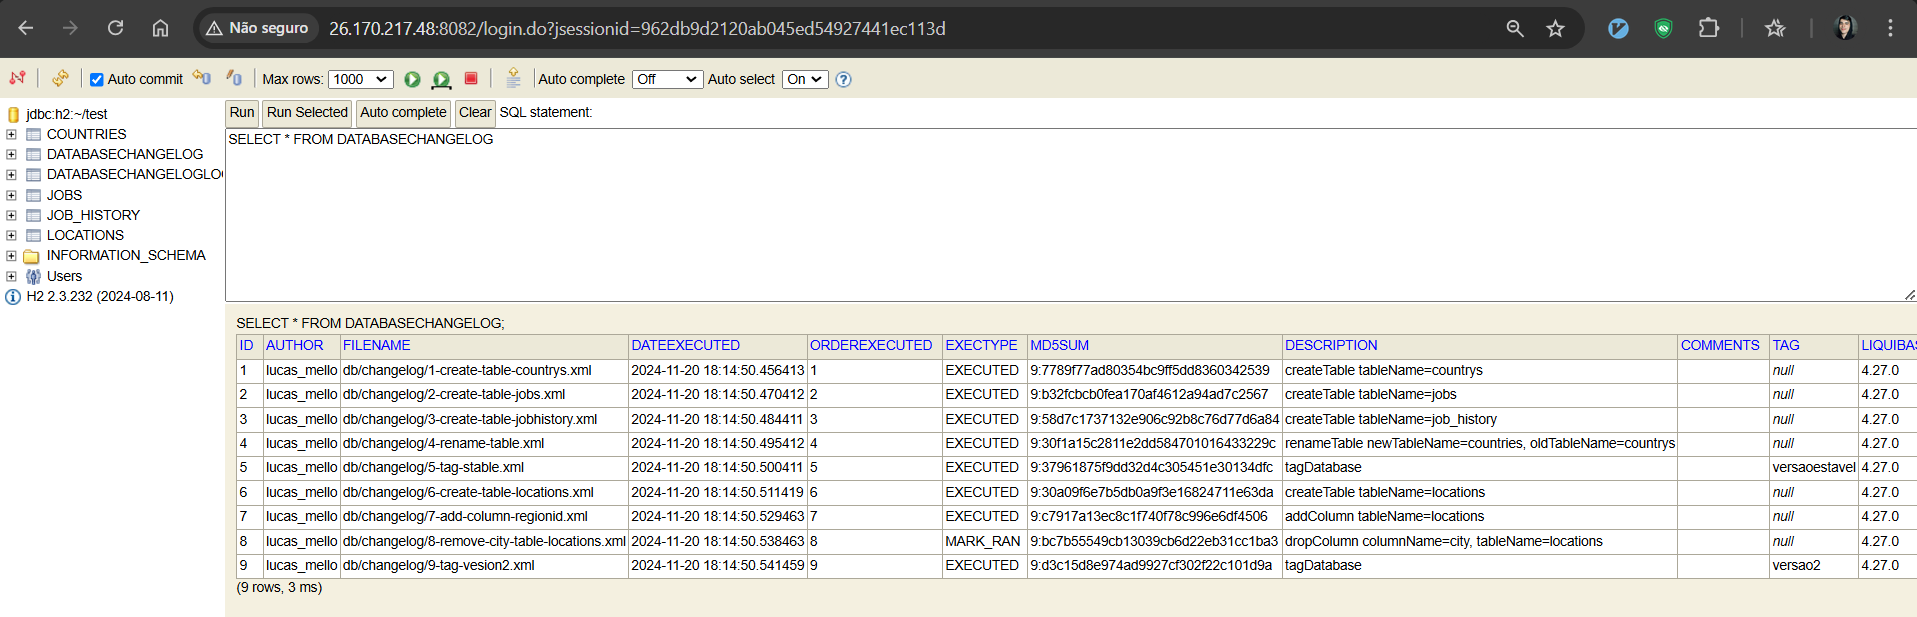 Não seguro 26.170.217.48:8082/login.do?jsessionid=962db9d2120ab045ed54927441ec113d
Auto commit Max rows: 1000 Auto complete Off Auto select On
jdbc:h2:~/test
COUNTRIES
DATABASECHANGELOG
DATABASECHANGELOGLO
JOBS
JOB_HISTORY
LOCATIONS
INFORMATION_SCHEMA
Users
H2 2.3.232 (2024-08-11)
Run Run Selected Auto complete Clear SQL statement:
SELECT * FROM DATABASECHANGELOG
SELECT * FROM DATABASECHANGELOG;
ID AUTHOR FILENAME DATEEXECUTED ORDEREXECUTED EXECTYPE MD5SUM DESCRIPTION COMMENTS TAG LIQUIBAS
1 lucas_mello db/changelog/1-create-table-countrys.xml 2024-11-20 18:14:50.456413 1 EXECUTED 9:7789f77ad80354bc9ff5dd8360342539 createTable tableName=countrys null 4.27.0
2 lucas_mello db/changelog/2-create-table-jobs.xml 2024-11-20 18:14:50.470412 2 EXECUTED 9:b32fcbcb0fea170af4612a94ad7c2567 createTable tableName=jobs null 4.27.0
3 lucas_mello db/changelog/3-create-table-jobhistory.xml 2024-11-20 18:14:50.484411 3 EXECUTED 9:58d7c1737132e906c92b8c76d77d6a84 createTable tableName=job_history null 4.27.0
4 lucas_mello db/changelog/4-rename-table.xml 2024-11-20 18:14:50.495412 4 EXECUTED 9:30f1a15c2811e2dd584701016433229c renameTable newTableName=countries, oldTableName=countrys null 4.27.0
5 lucas_mello db/changelog/5-tag-stable.xml 2024-11-20 18:14:50.500411 5 EXECUTED 9:37961875f9dd32d4c305451e30134dfc tagDatabase versaoestavel 4.27.0
6 lucas_mello db/changelog/6-create-table-locations.xml 2024-11-20 18:14:50.511419 6 EXECUTED 9:30a09f6e7b5db0a9f3e16824711e63da createTable tableName=locations null 4.27.0
7 lucas_mello db/changelog/7-add-column-regionid.xml 2024-11-20 18:14:50.529463 7 EXECUTED 9:c7917a13ec8c1f740f78c996e6df4506 addColumn tableName=locations null 4.27.0
8 lucas_mello db/changelog/8-remove-city-table-locations.xml 2024-11-20 18:14:50.538463 8 MARK_RAN 9:bc7b55549cb13039cb6d22eb31cc1ba3 dropColumn columnName=city, tableName=locations null 4.27.0
9 lucas_mello db/changelog/9-tag-vesion2.xml 2024-11-20 18:14:50.541459 9 EXECUTED 9:d3c15d8e974ad9927cf302f22c101d9a tagDatabase versao2 4.27.0
(9 rows, 3 ms)